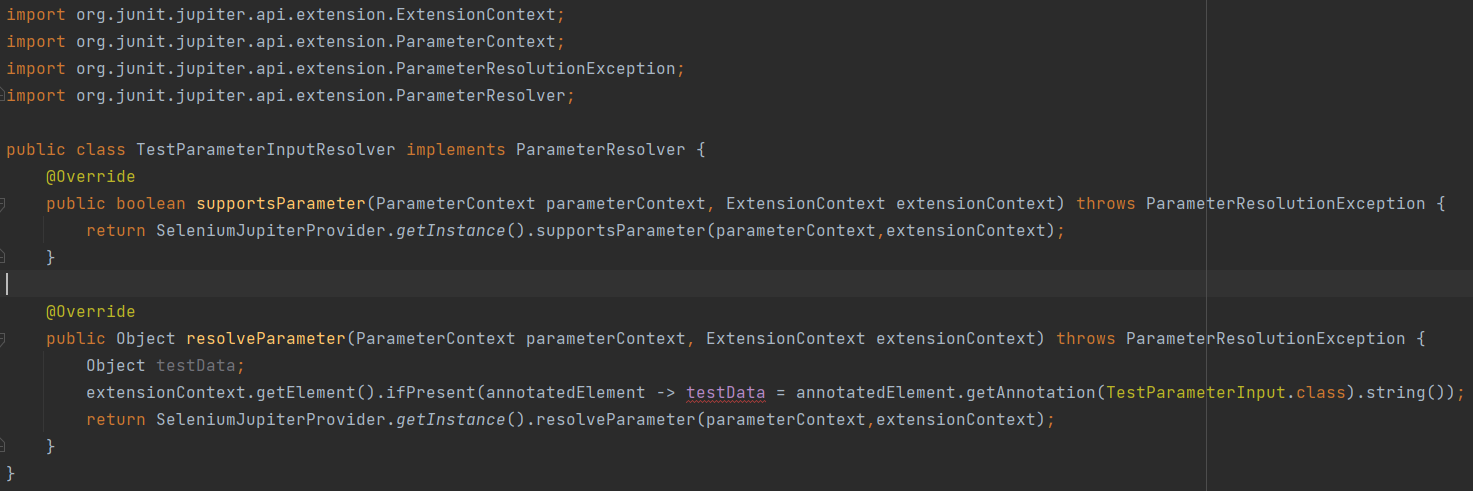 import org.junit.jupiter.api.extension.ExtensionContext;
import org.junit.jupiter.api.extension.ParameterContext;
import org.junit.jupiter.api.extension.ParameterResolutionException;
import org.junit.jupiter.api.extension.ParameterResolver;

public class TestParameterInputResolver implements ParameterResolver {
    @Override
    public boolean supportsParameter(ParameterContext parameterContext, ExtensionContext extensionContext) throws ParameterResolutionException {
        return SeleniumJupiterProvider.getInstance().supportsParameter(parameterContext,extensionContext);
    }

    @Override
    public Object resolveParameter(ParameterContext parameterContext, ExtensionContext extensionContext) throws ParameterResolutionException {
        Object testData;
        extensionContext.getElement().ifPresent(annotatedElement -> testData = annotatedElement.getAnnotation(TestParameterInput.class).string());
        return SeleniumJupiterProvider.getInstance().resolveParameter(parameterContext,extensionContext);
    }
}